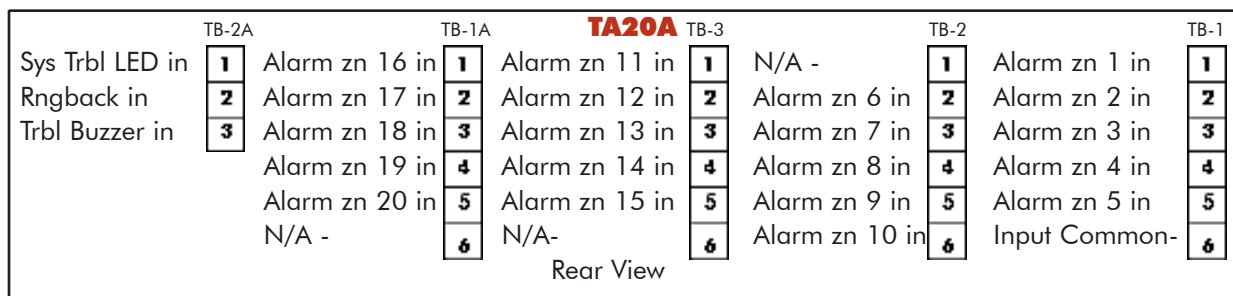 TB-2A TB-1A TA20A TB-3 TB-2 TB-1
Sys Trbl LED in 1 Alarm zn 16 in 1 Alarm zn 11 in 1 N/A - 1 Alarm zn 1 in 1
Rngback in 2 Alarm zn 17 in 2 Alarm zn 12 in 2 Alarm zn 6 in 2 Alarm zn 2 in 2
Trbl Buzzer in 3 Alarm zn 18 in 3 Alarm zn 13 in 3 Alarm zn 7 in 3 Alarm zn 3 in 3
Alarm zn 19 in 4 Alarm zn 14 in 4 Alarm zn 8 in 4 Alarm zn 4 in 4
Alarm zn 20 in 5 Alarm zn 15 in 5 Alarm zn 9 in 5 Alarm zn 5 in 5
N/A - 6 N/A- 6 Alarm zn 10 in 6 Input Common- 6
Rear View